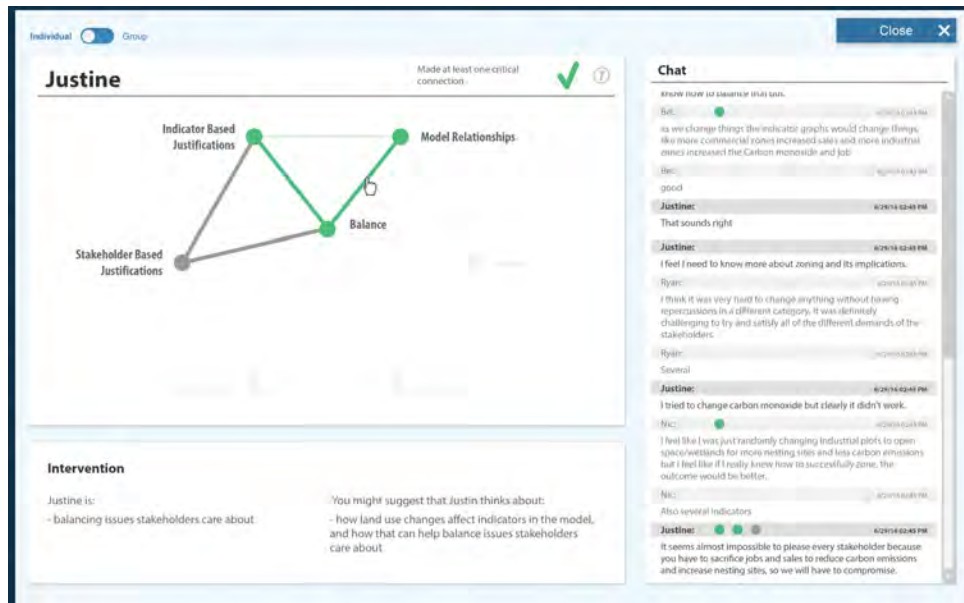 Individual Group
Close X
Justine
Made at least one critical
connection
Indicator Based
Justifications
Model Relationships
Balance
Stakeholder Based
Justifications
Intervention
Justine is:
- balancing issues stakeholders care about
You might suggest that Justin thinks about:
- how land use changes affect indicators in the model,
and how that can help balance issues stakeholders
care about
Chat
know how to balance that out.
as we change things the indicator graphs would change things,
like more commercial zones increased sales and more industrial
zones increased the Carbon monoxide and job
good
Justine: 6/29/16 02:45 PM
That sounds right
Justine: 6/29/16 02:45 PM
I feel I need to know more about zoning and its implications.
Ryan:
I think it was very hard to change anything without having
repercussions in a different category. It was definitely
challenging to try and satisfy all of the different demands of the
stakeholders
Ryan:
Several
Justine: 6/29/16 02:45 PM
I tried to change carbon monoxide but clearly it didn't work.
Nic:
I feel like I was just randomly changing Industrial plots to open
space/wetlands for more nesting sites and less carbon emissions
but I feel like if I really knew how to succesfully zone, the
outcome would be better.
Nic:
Also several indicators
Justine: 6/29/16 02:45 PM
It seems almost impossible to please every stakeholder because
you have to sacrifice jobs and sales to reduce carbon emissions
and increase nesting sites, so we will have to compromise.